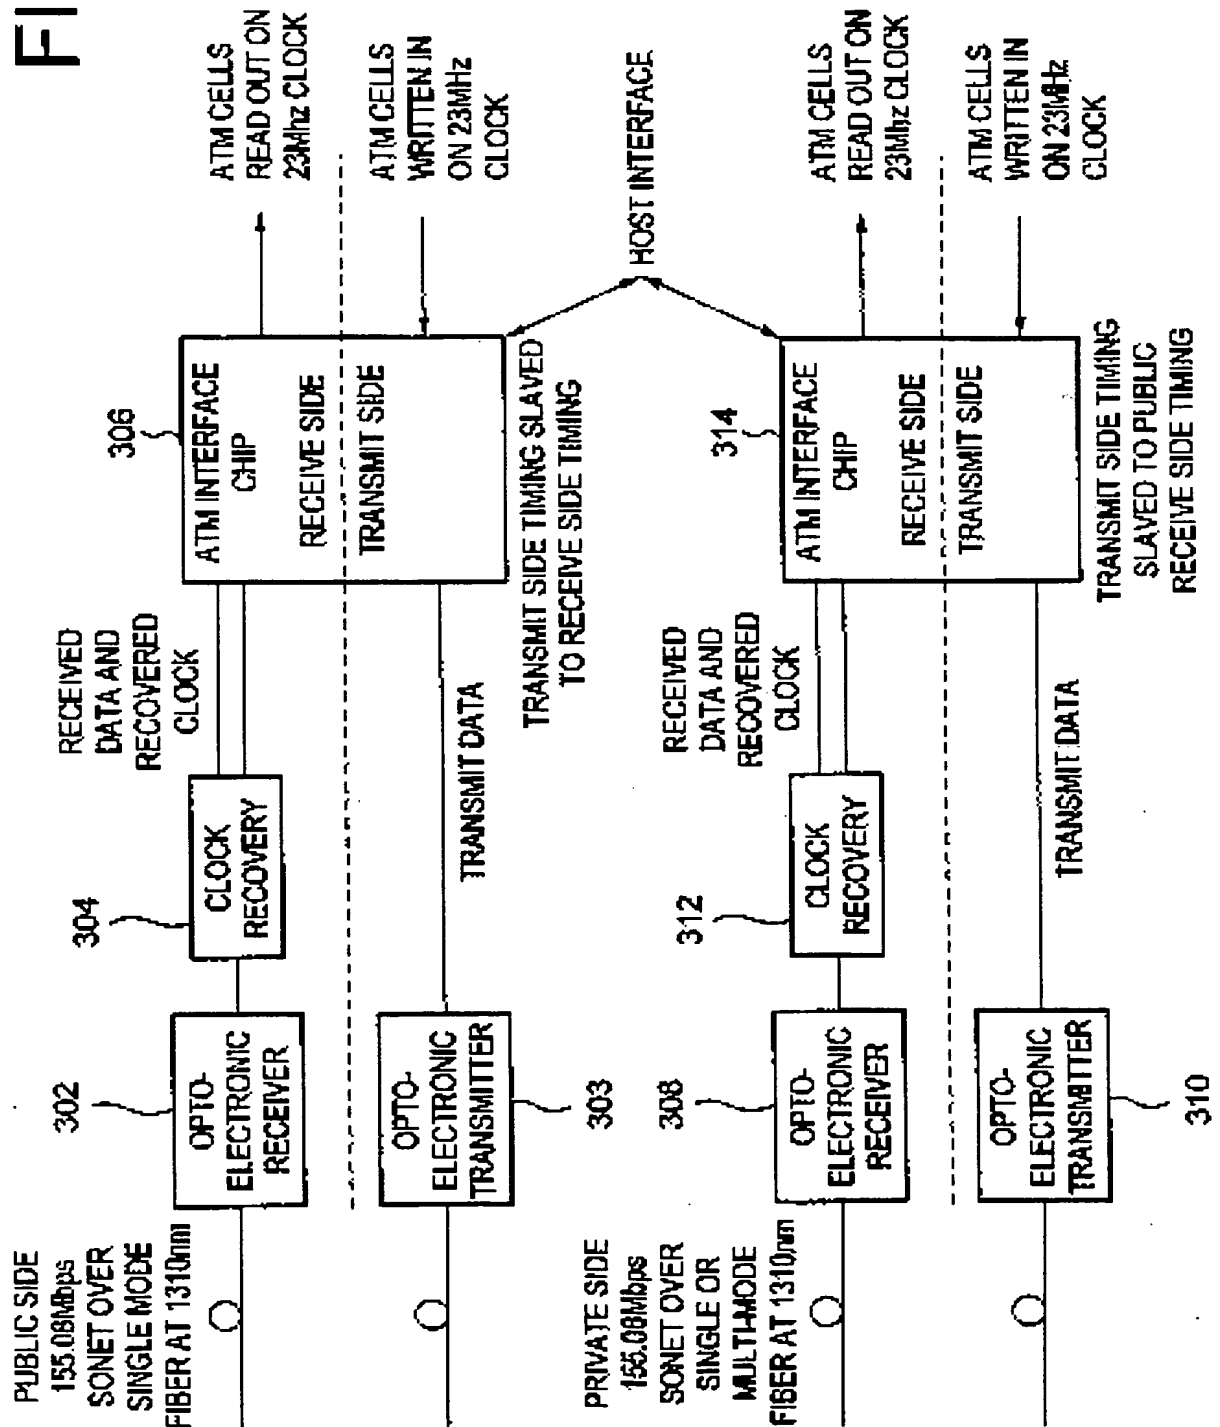 FI
PUBLIC SIDE
155.08Mbps
SONET OVER
SINGLE MODE
FIBER AT 1310nm
302
OPTO-
ELECTRONIC
RECEIVER
304
CLOCK
RECOVERY
RECEIVED
DATA AND
RECOVERED
CLOCK
306
ATM INTERFACE
CHIP
RECEIVE SIDE
TRANSMIT SIDE
ATM CELLS
READ OUT ON
23Mhz CLOCK
ATM CELLS
WRITTEN IN
ON 23MHz
CLOCK
OPTO-
ELECTRONIC
TRANSMITTER
303
TRANSMIT DATA
TRANSMIT SIDE TIMING SLAVED
TO RECEIVE SIDE TIMING
HOST INTERFACE
PRIVATE SIDE
155.08Mbps
SONET OVER
SINGLE OR
MULTI-MODE
FIBER AT 1310nm
308
OPTO-
ELECTRONIC
RECEIVER
312
CLOCK
RECOVERY
RECEIVED
DATA AND
RECOVERED
CLOCK
314
ATM INTERFACE
CHIP
RECEIVE SIDE
TRANSMIT SIDE
ATM CELLS
READ OUT ON
23Mhz CLOCK
ATM CELLS
WRITTEN IN
ON 23MHz
CLOCK
OPTO-
ELECTRONIC
TRANSMITTER
310
TRANSMIT DATA
TRANSMIT SIDE TIMING
SLAVED TO PUBLIC
RECEIVE SIDE TIMING